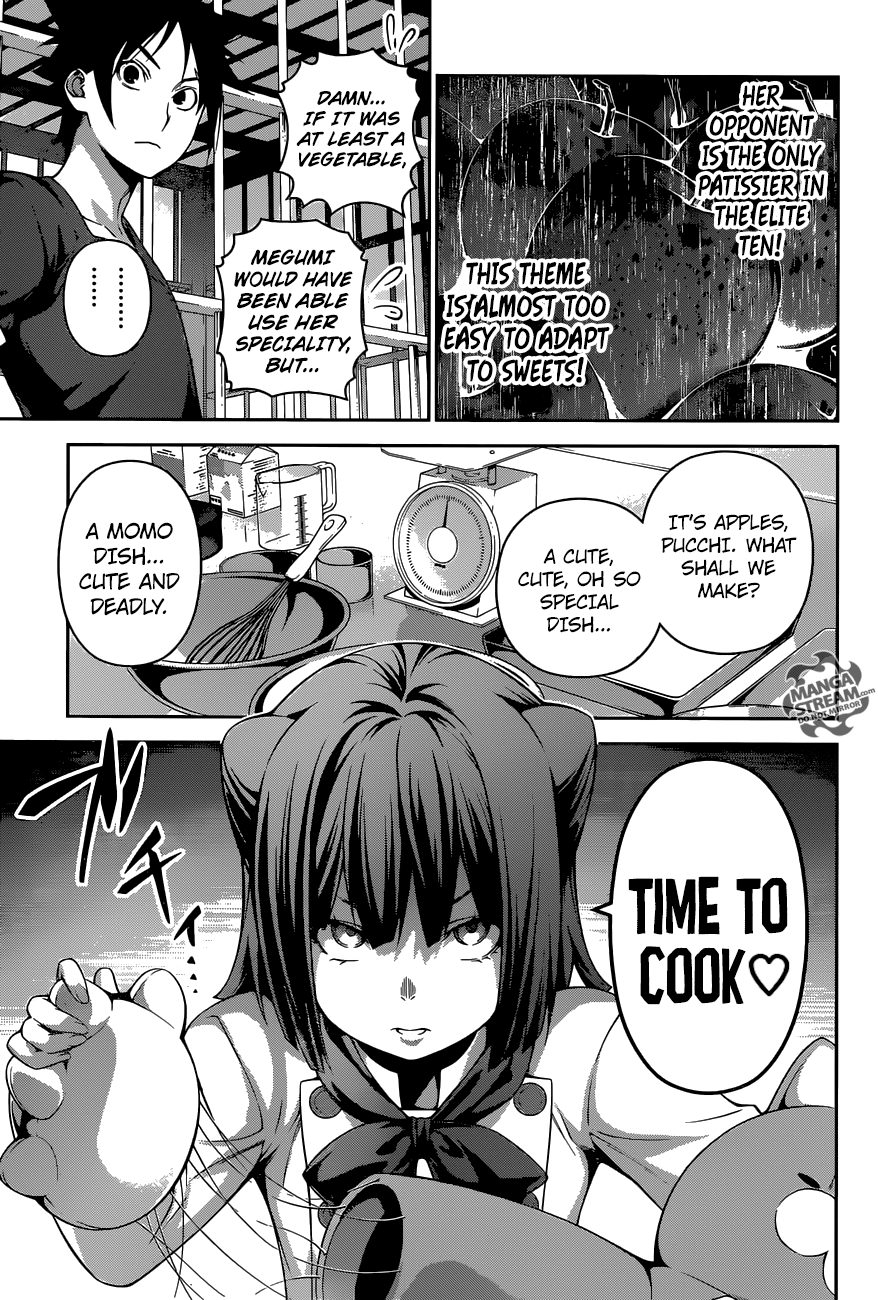 HER
OPPONENT
IS THE ONLY
PATISSIER IN
THE ELITE
TEN!
THIS THEME
IS ALMOST TOO
EASY TO ADAPT
TO SWEETS!
DAMN...
IF IT WAS
AT LEAST A
VEGETABLE,
MEGUMI
WOULD HAVE
BEEN ABLE
USE HER
SPECIALITY,
BUT...
......
IT'S APPLES,
PUCCHI. WHAT
SHALL WE
MAKE?
A CUTE,
CUTE, OH SO
SPECIAL
DISH...
A MOMO
DISH...
CUTE AND
DEADLY.
MANGA
STREAM.com
DO NOT MIRROR
TIME TO
COOK♡